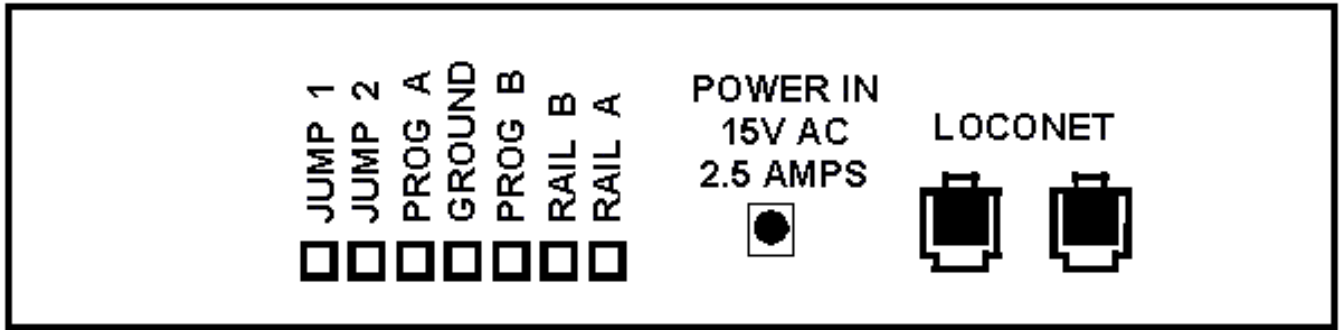 JUMP 1
JUMP 2
PROG A
GROUND
PROG B
RAIL B
RAIL A
POWER IN
15V AC
2.5 AMPS
LOCONET